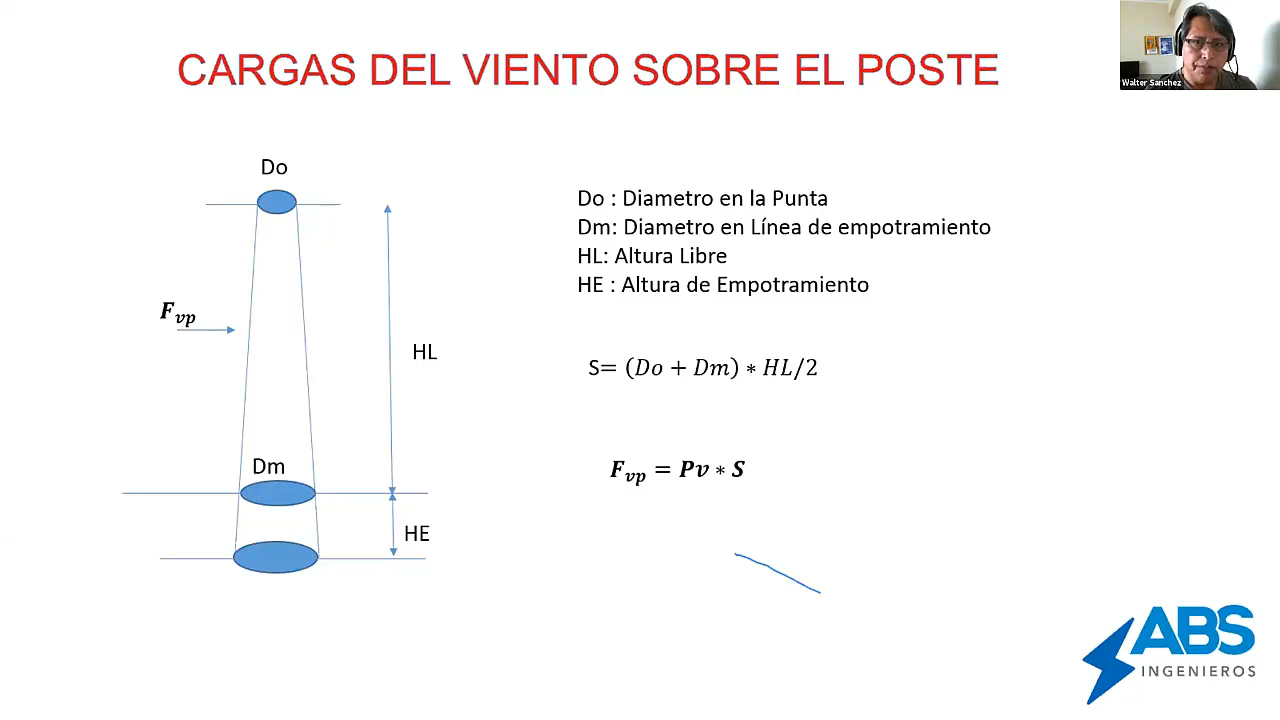 CARGAS DEL VIENTO SOBRE EL POSTE
Walter Sanchez
Do
Do : Diametro en la Punta
Dm: Diametro en Línea de empotramiento
HL: Altura Libre
HE : Altura de Empotramiento
Fvp
HL
S= (Do + Dm) ∗ HL/2
Dm
Fvp = Pv ∗ S
HE
ABS
INGENIEROS